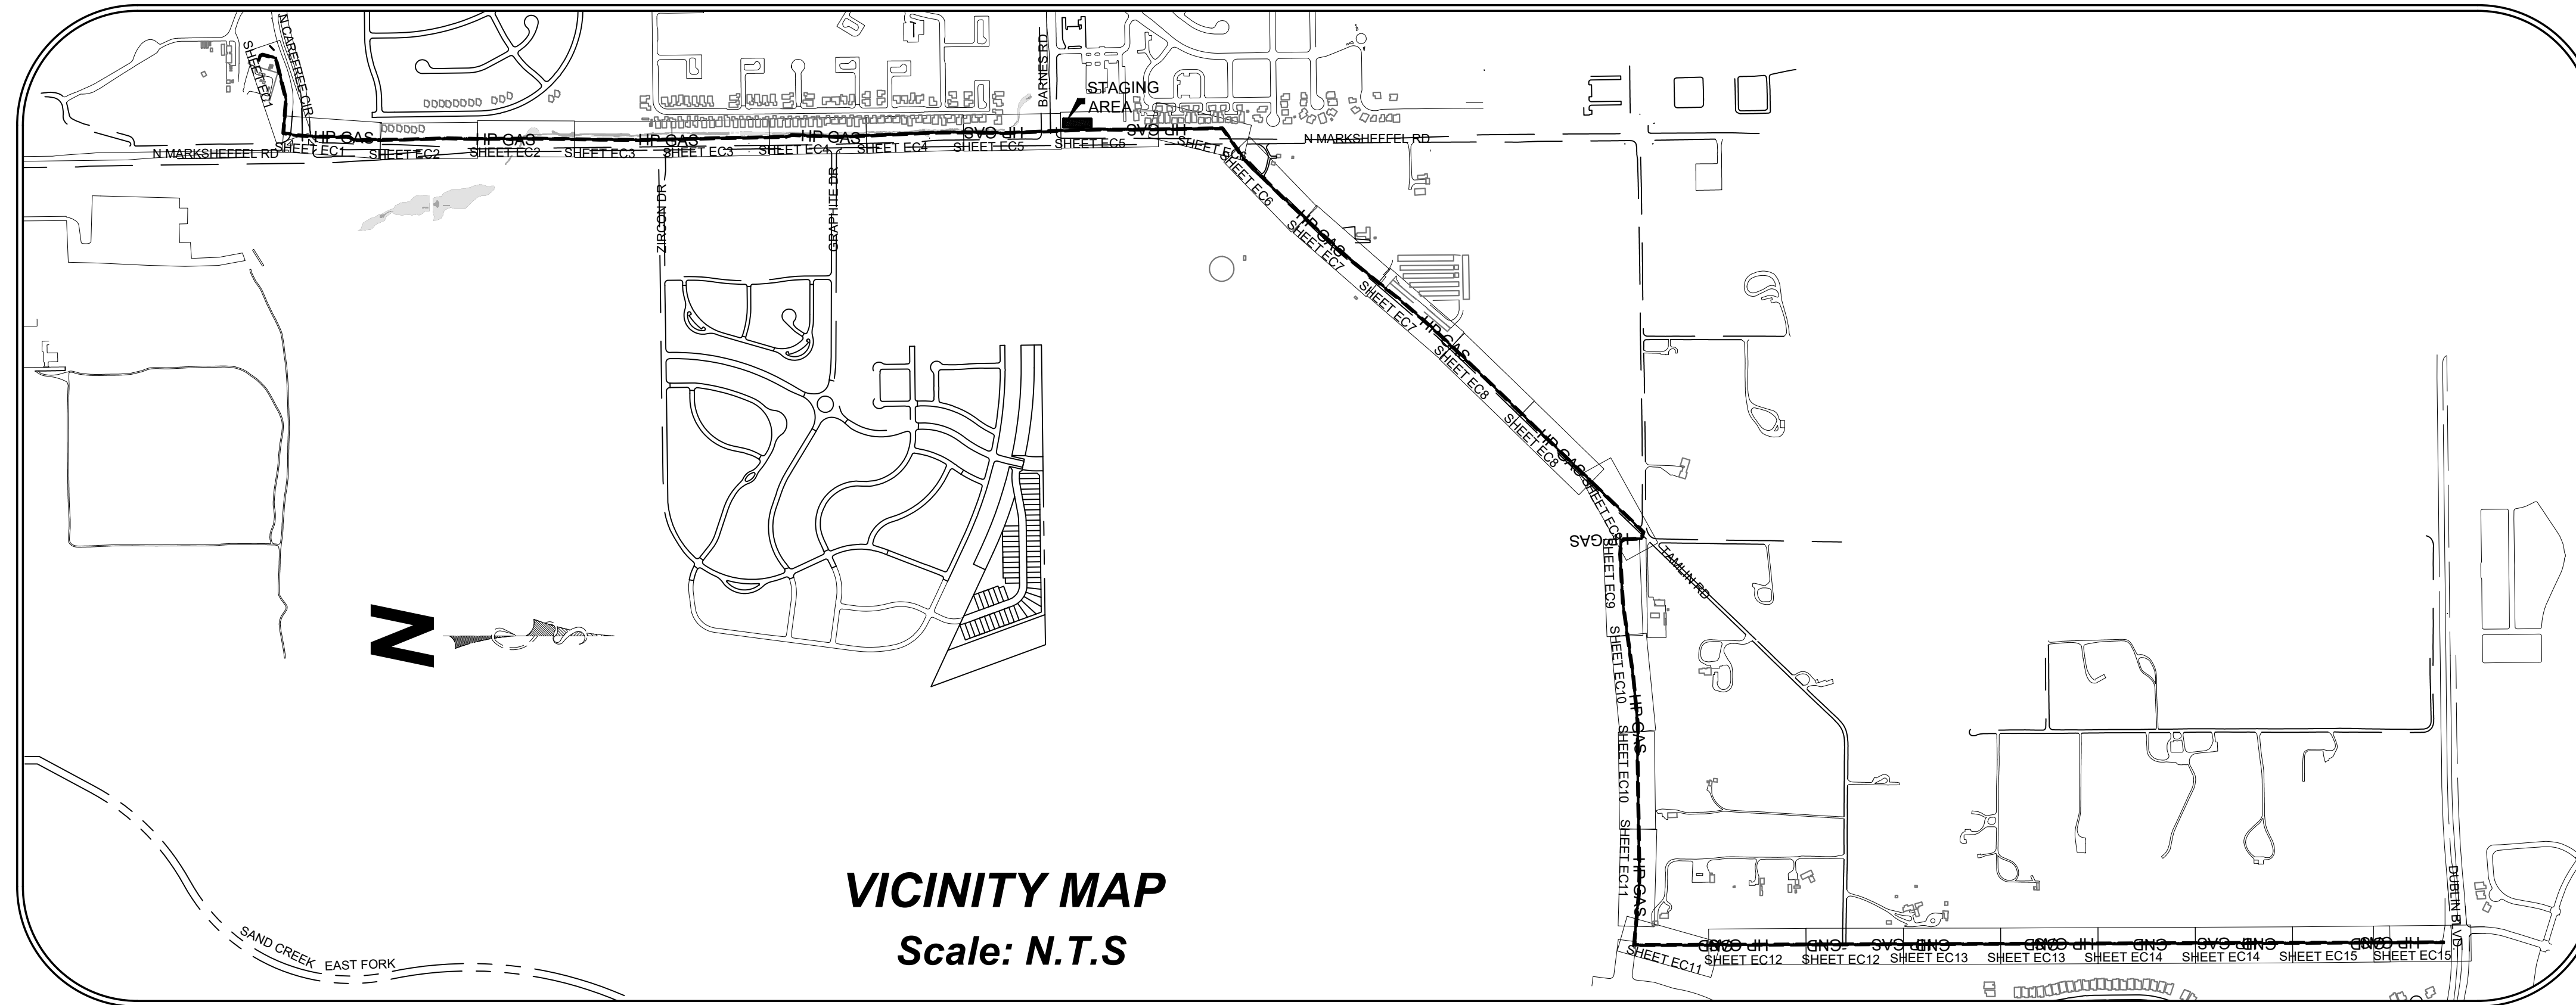 N CAREFREE CIR
SHEET EC1
BARNES RD
STAGING
AREA
HP GAS
HP GAS
HP GAS
HP GAS
HP GAS
HP GAS
N MARKSHEFFEL RD
N MARKSHEFFEL RD
SHEET EC1
SHEET EC2
SHEET EC2
SHEET EC3
SHEET EC3
SHEET EC4
SHEET EC4
SHEET EC5
SHEET EC5
SHEET EC6
SHEET EC6
ZIRCON DR
GRAPHITE DR
HP GAS
SHEET EC7
SHEET EC7
HP GAS
SHEET EC8
HP GAS
SHEET EC8
SHEET EC9
GAS
SHEET EC9
TAMLIN RD
N
SHEET EC10
HP GAS
SHEET EC10
SHEET EC11
HP GAS
VICINITY MAP
Scale: N.T.S
SAND CREEK
EAST FORK
DUBLIN BLVD
SHEET EC11
SHEET EC12
SHEET EC12
SHEET EC13
SHEET EC13
SHEET EC14
SHEET EC14
SHEET EC15
SHEET EC15